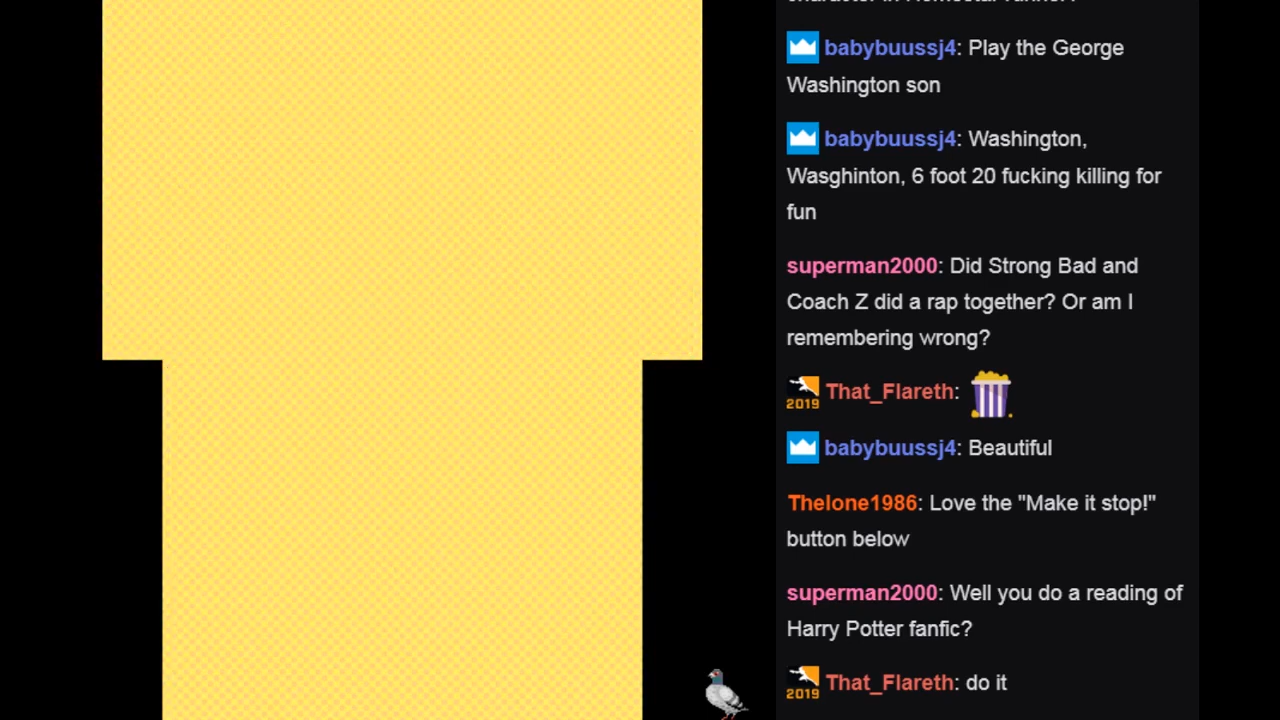 babybuussj4: Play the George
Washington son
babybuussj4: Washington,
Wasghinton, 6 foot 20 fucking killing for
fun
superman2000: Did Strong Bad and
Coach Z did a rap together? Or am I
remembering wrong?
2019 That_Flareth:
babybuussj4: Beautiful
Thelone1986: Love the "Make it stop!"
button below
superman2000: Well you do a reading of
Harry Potter fanfic?
2019 That_Flareth: do it